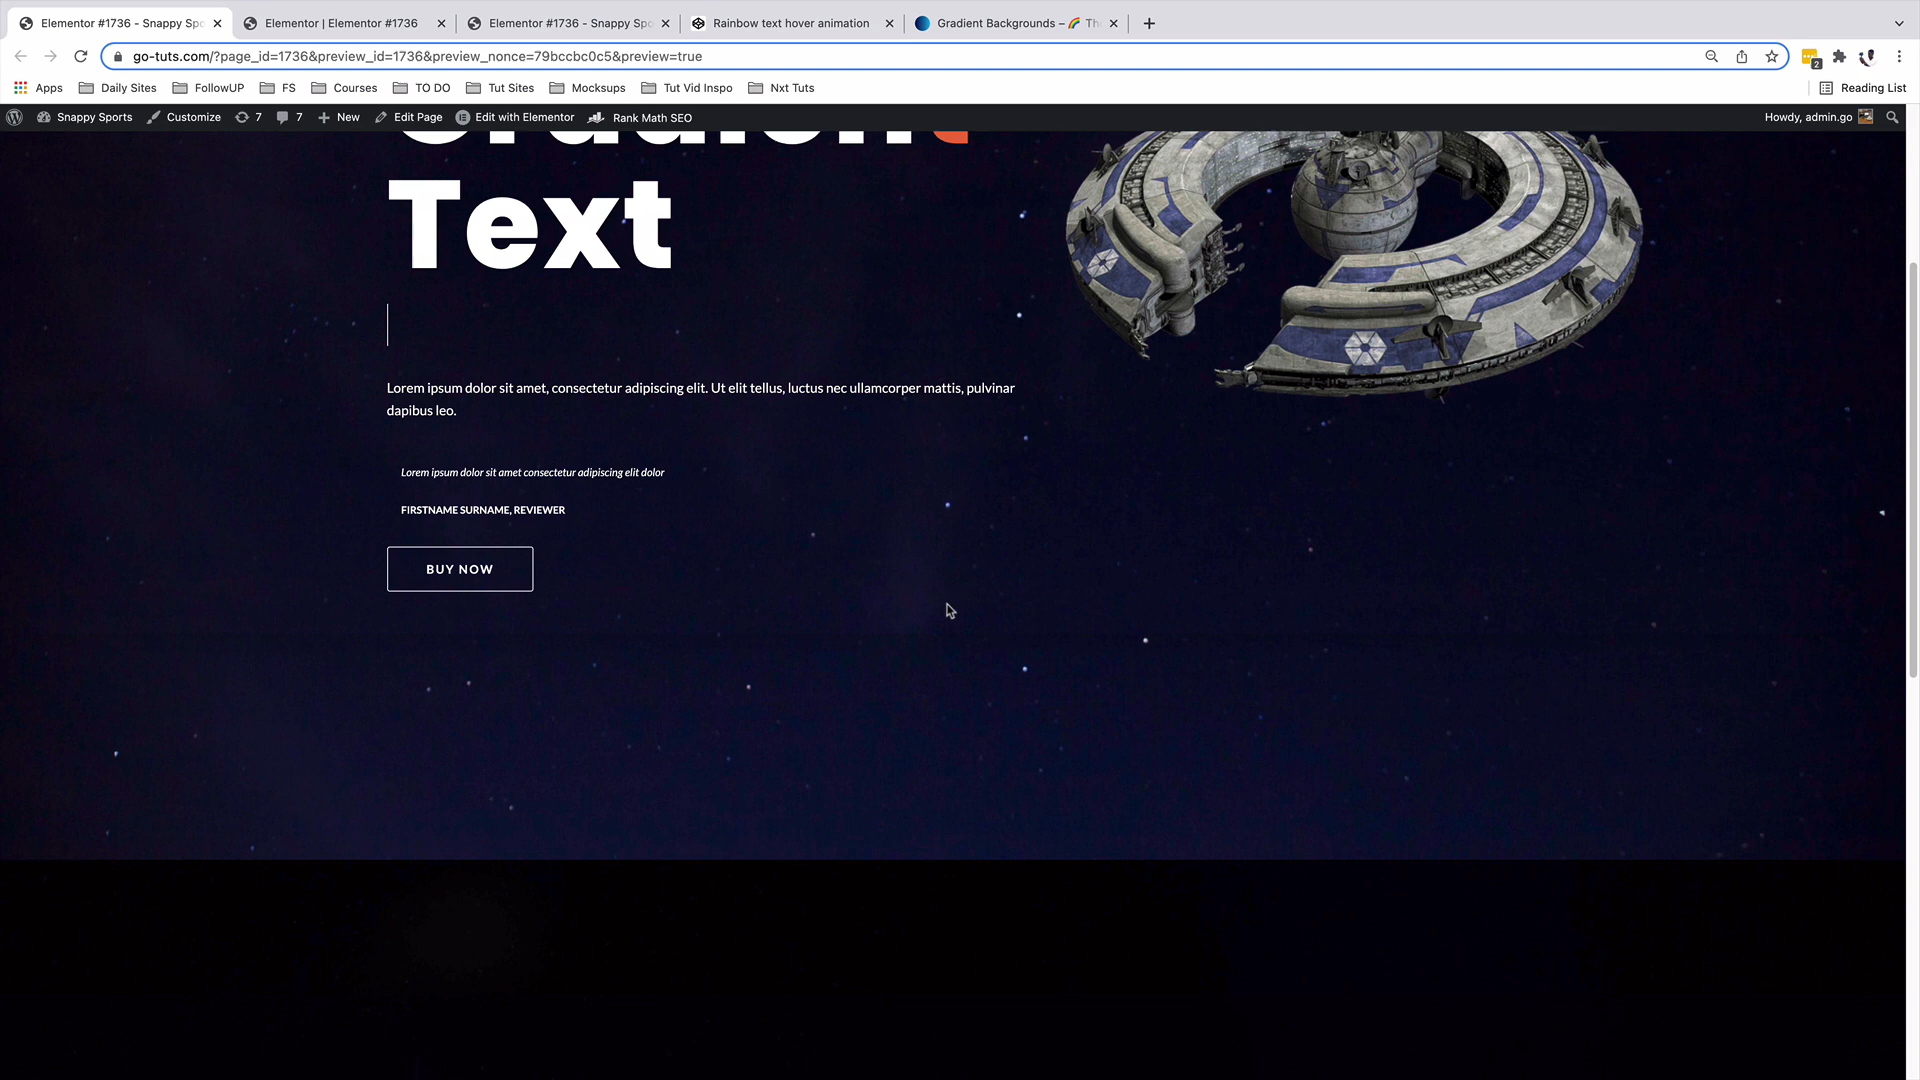 Elementor #1736 - Snappy Spo
Elementor | Elementor #1736
Elementor #1736 - Snappy Spo
Rainbow text hover animation
Gradient Backgrounds – 🌈 Th
go-tuts.com/?page_id=1736&preview_id=1736&preview_nonce=79bccbc0c5&preview=true
2
Apps
Daily Sites
FollowUP
FS
Courses
TO DO
Tut Sites
Mocksups
Tut Vid Inspo
Nxt Tuts
Reading List
Snappy Sports
Customize
7
7
New
Edit Page
Edit with Elementor
Rank Math SEO
Howdy, admin.go
Gradient
Text
Lorem ipsum dolor sit amet, consectetur adipiscing elit. Ut elit tellus, luctus nec ullamcorper mattis, pulvinar
dapibus leo.
Lorem ipsum dolor sit amet consectetur adipiscing elit dolor
FIRSTNAME SURNAME, REVIEWER
BUY NOW